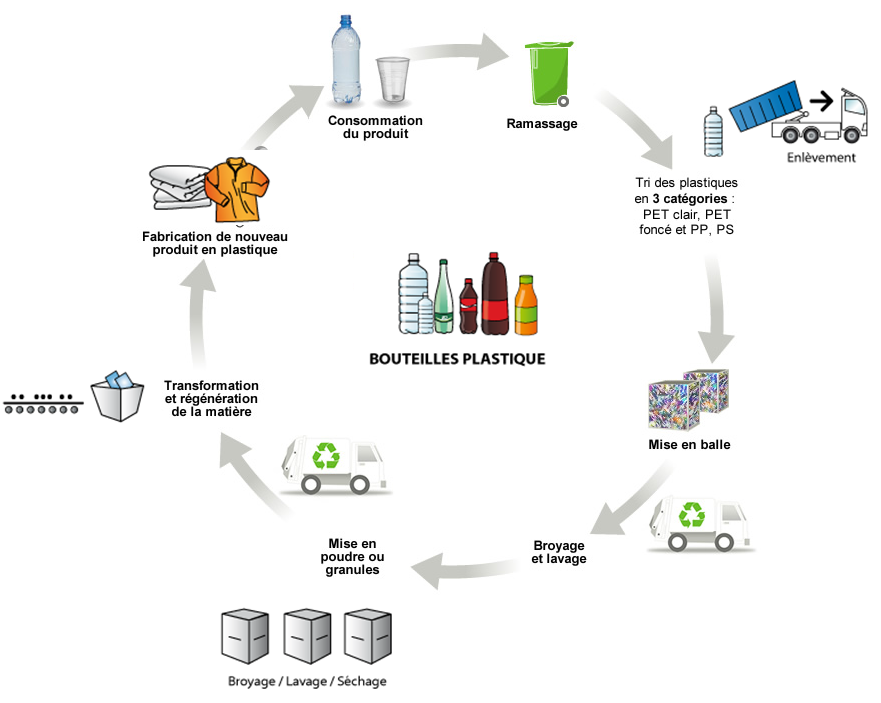 Consommation
du produit
Ramassage
Enlèvement
Tri des plastiques
en 3 catégories :
PET clair, PET
foncé et PP, PS
Mise en balle
Broyage
et lavage
Mise en
poudre ou
granules
Broyage / Lavage / Séchage
Transformation
et régénération
de la matière
Fabrication de nouveau
produit en plastique
BOUTEILLES PLASTIQUE